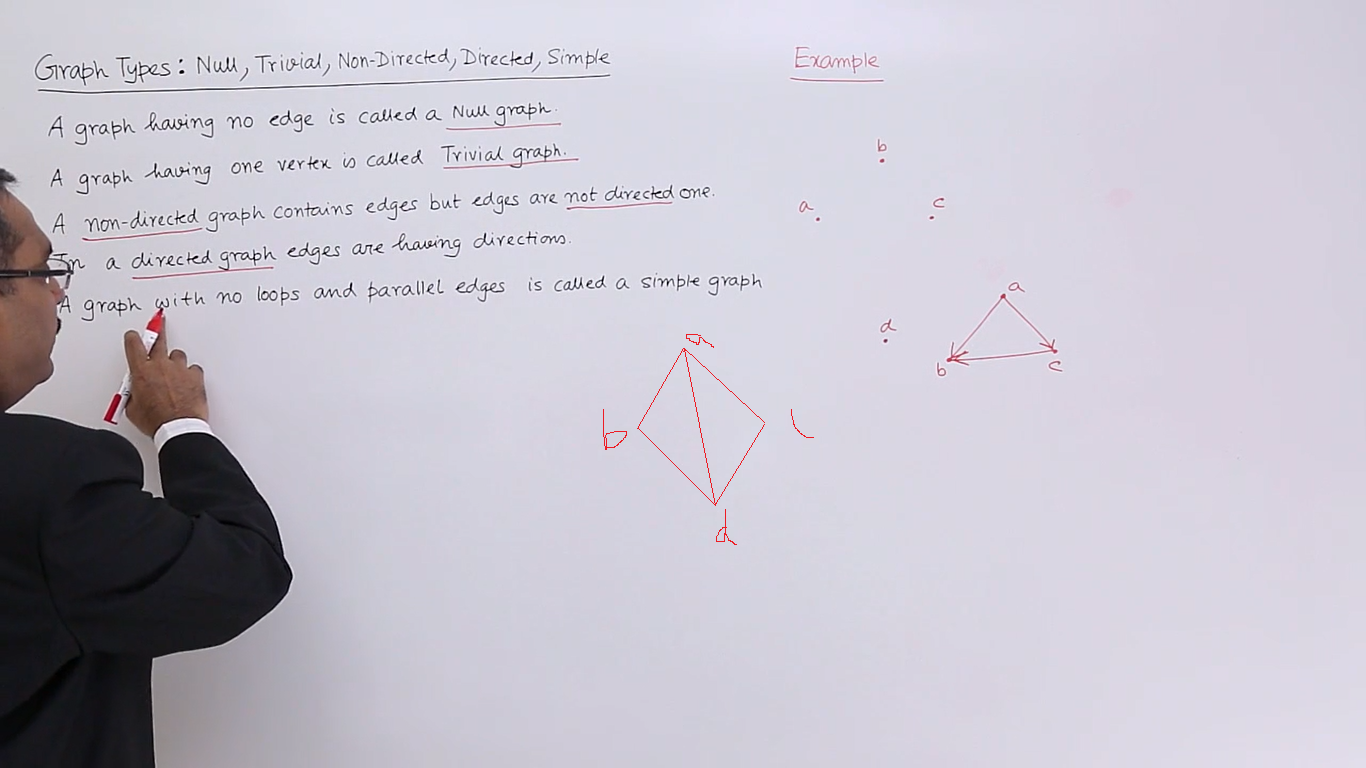 Graph Types: Null, Trivial, Non-Directed, Directed, Simple
Example
A graph having no edge is called a Null graph.
A graph having one vertex is called Trivial graph.
A non-directed graph contains edges but edges are not directed one.
In a directed graph edges are having directions.
A graph with no loops and parallel edges is called a simple graph
b
a
c
d
a
b
c
a
b
c
d